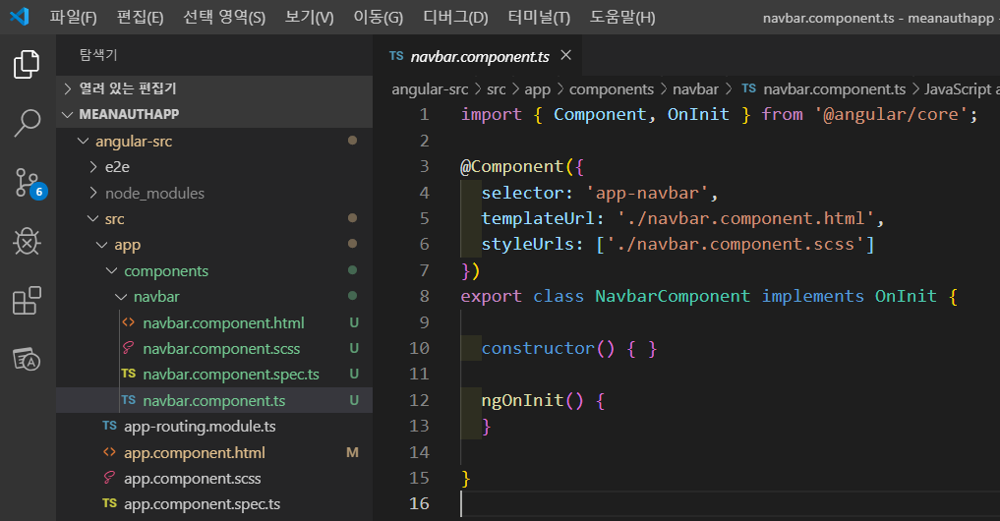 파일(F) 편집(E) 선택 영역(S) 보기(V) 이동(G) 디버그(D) 터미널(T) 도움말(H) navbar.component.ts - meanauthapp
탐색기
열려 있는 편집기
MEANAUTHAPP
angular-src
e2e
node_modules
src
app
components
navbar
navbar.component.html U
navbar.component.scss U
TS navbar.component.spec.ts U
TS navbar.component.ts U
TS app-routing.module.ts
app.component.html M
app.component.scss
TS app.component.spec.ts
6
TS navbar.component.ts
angular-src > src > app > components > navbar > TS navbar.component.ts > JavaScript a
1 import { Component, OnInit } from '@angular/core';
2
3 @Component({
4 selector: 'app-navbar',
5 templateUrl: './navbar.component.html',
6 styleUrls: ['./navbar.component.scss']
7 })
8 export class NavbarComponent implements OnInit {
9
10 constructor() { }
11
12 ngOnInit() {
13 }
14
15 }
16